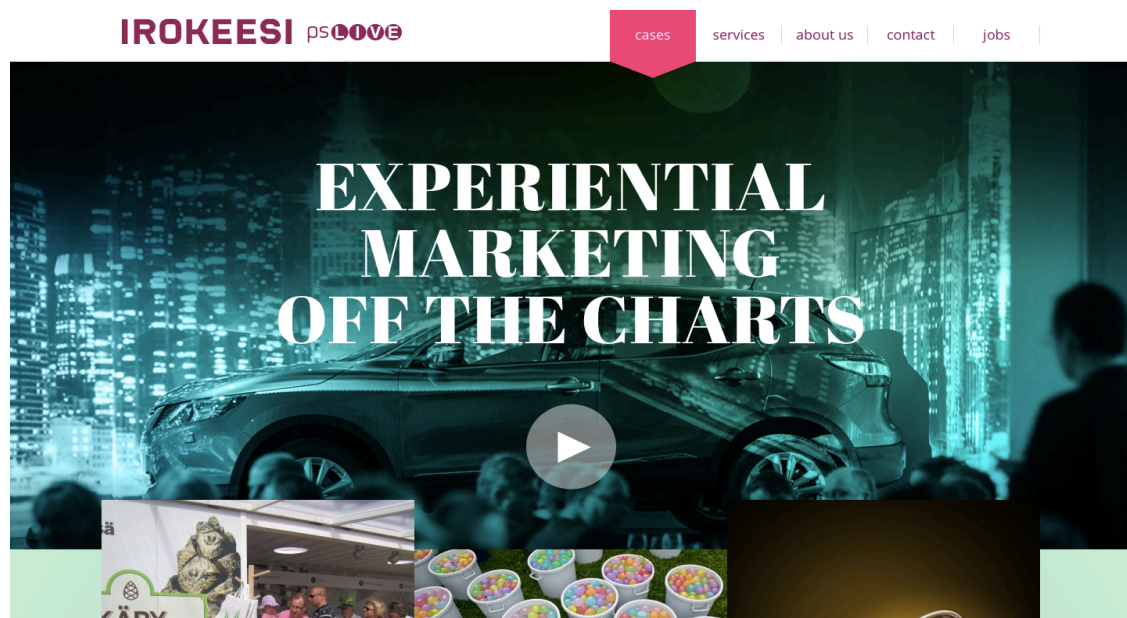 IROKEESI psLIVE
cases services about us contact jobs
EXPERIENTIAL
MARKETING
OFF THE CHARTS